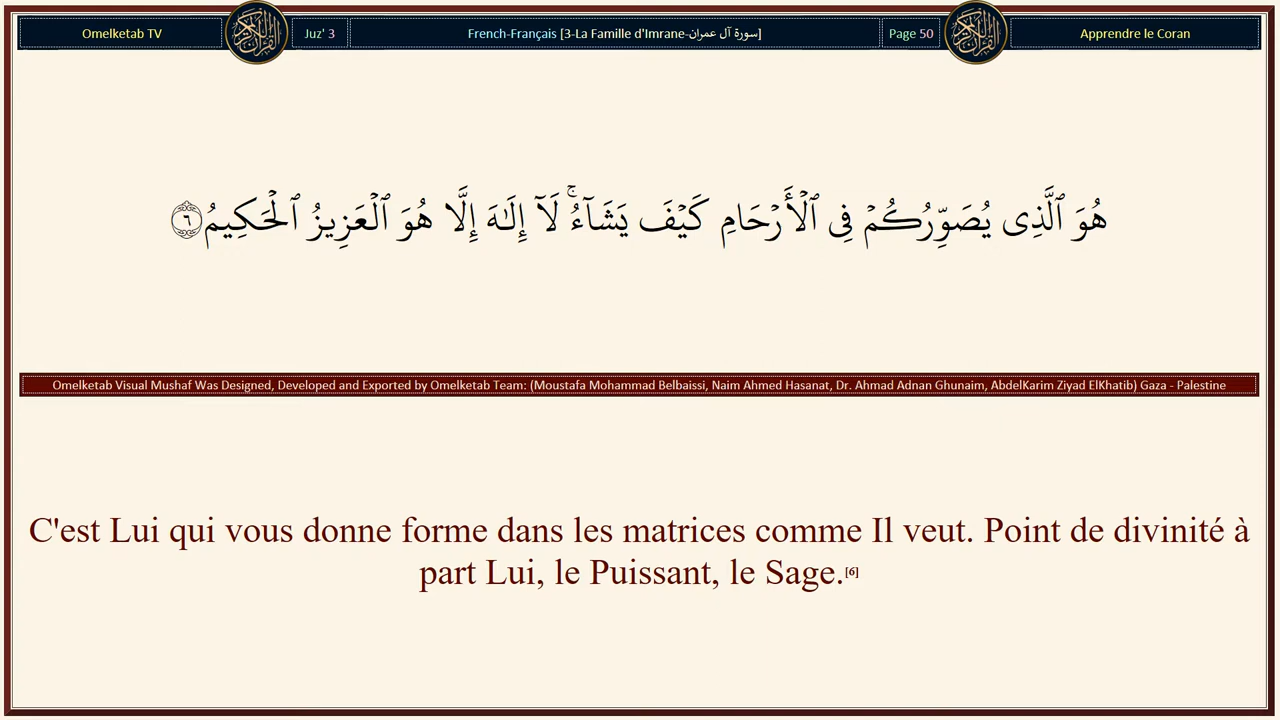 Omelketab TV
Juz' 3
French-Français [3-La Famille d'Imrane-سورة آل عمران]
Page 50
Apprendre le Coran
هُوَ ٱلَّذِى يُصَوِّرُكُمْ فِى ٱلْأَرْحَامِ كَيْفَ يَشَآءُ ۚ لَآ إِلَـٰهَ إِلَّا هُوَ ٱلْعَزِيزُ ٱلْحَكِيمُ ٦
Omelketab Visual Mushaf Was Designed, Developed and Exported by Omelketab Team: (Moustafa Mohammad Belbaissi, Naim Ahmed Hasanat, Dr. Ahmad Adnan Ghunaim, AbdelKarim Ziyad ElKhatib) Gaza - Palestine
C'est Lui qui vous donne forme dans les matrices comme Il veut. Point de divinité à
part Lui, le Puissant, le Sage.[6]